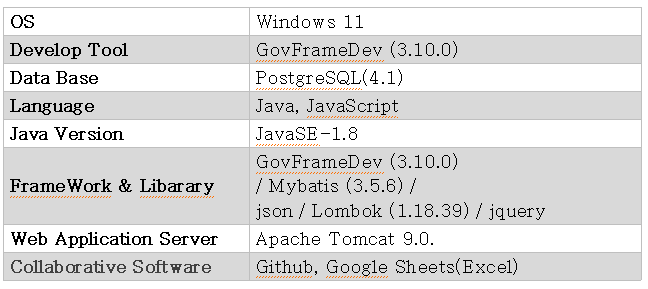 OS Windows 11
Develop Tool GovFrameDev (3.10.0)
Data Base PostgreSQL(4.1)
Language Java, JavaScript
Java Version JavaSE-1.8
FrameWork & Libarary GovFrameDev (3.10.0)
/ Mybatis (3.5.6) /
json / Lombok (1.18.39) / jquery
Web Application Server Apache Tomcat 9.0.
Collaborative Software Github, Google Sheets(Excel)